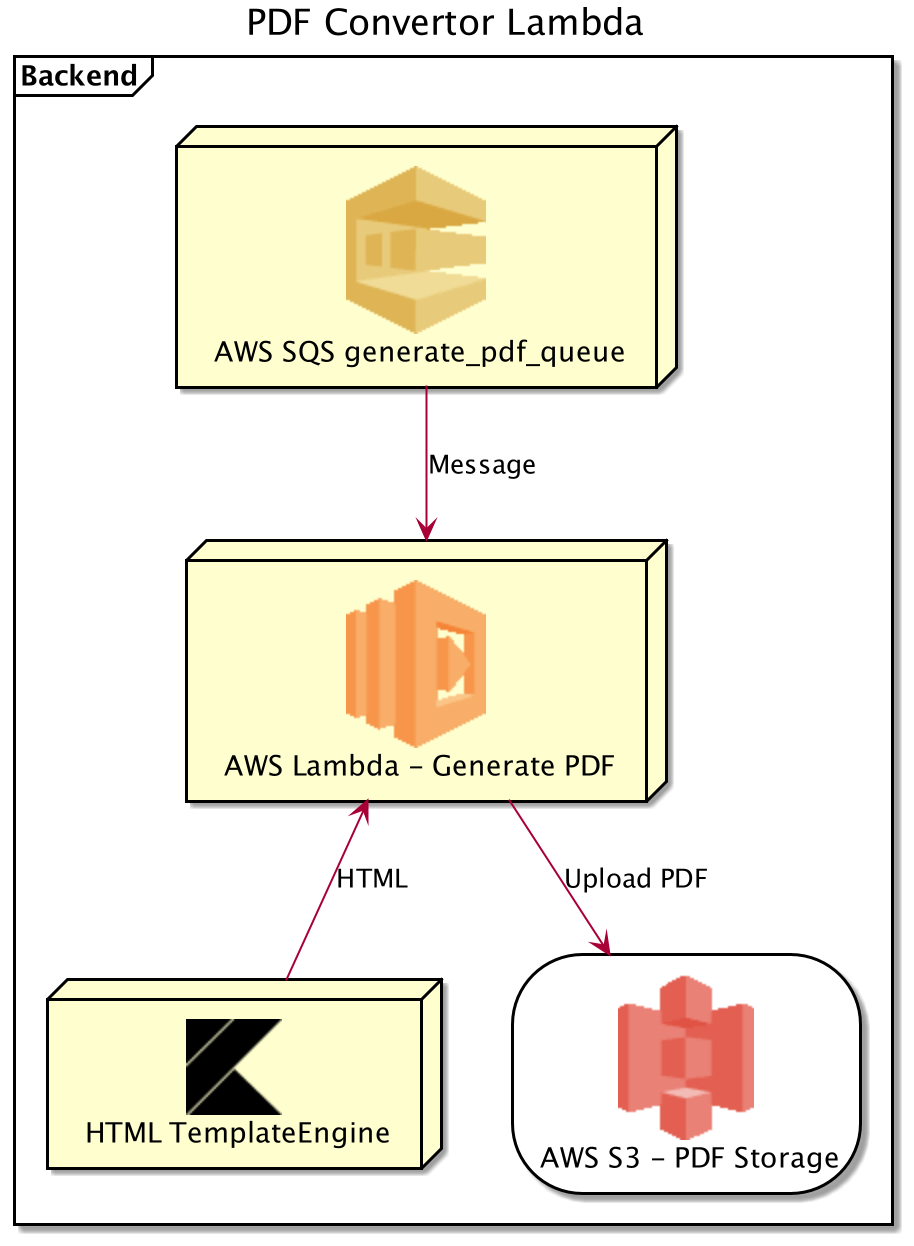 PDF Convertor Lambda
Backend
AWS SQS generate_pdf_queue
Message
AWS Lambda - Generate PDF
HTML
Upload PDF
HTML TemplateEngine
AWS S3 - PDF Storage